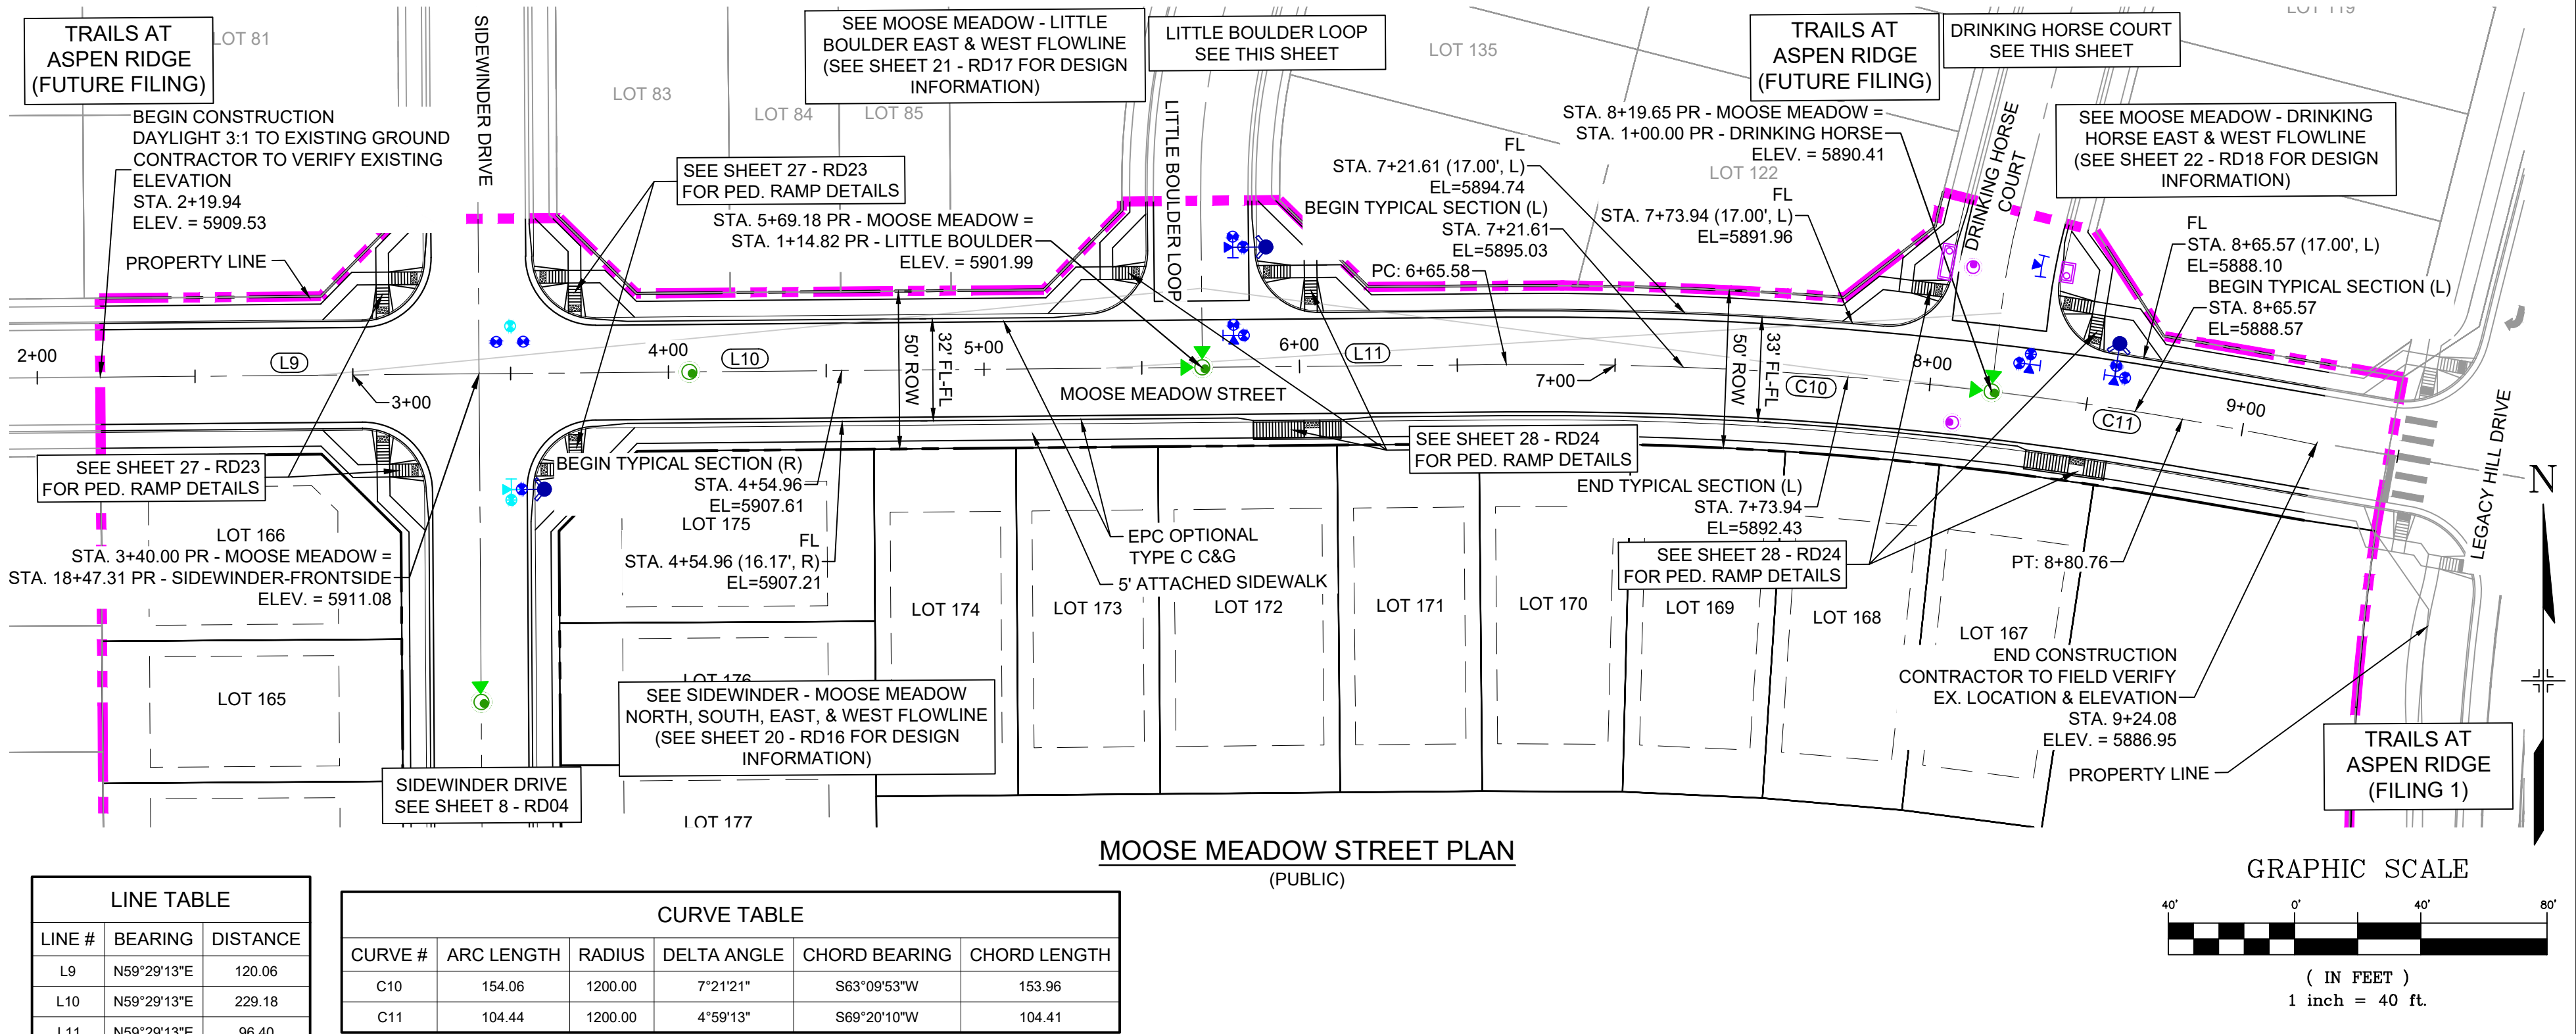 TRAILS AT
ASPEN RIDGE
(FUTURE FILING)
LOT 81
SIDEWINDER DRIVE
SEE MOOSE MEADOW - LITTLE
BOULDER EAST & WEST FLOWLINE
(SEE SHEET 21 - RD17 FOR DESIGN
INFORMATION)
LITTLE BOULDER LOOP
SEE THIS SHEET
LOT 135
TRAILS AT
ASPEN RIDGE
(FUTURE FILING)
DRINKING HORSE COURT
SEE THIS SHEET
LOT 119
BEGIN CONSTRUCTION
DAYLIGHT 3:1 TO EXISTING GROUND
CONTRACTOR TO VERIFY EXISTING
ELEVATION
STA. 2+19.94
ELEV. = 5909.53
PROPERTY LINE
LOT 83
LOT 84
LOT 85
SEE SHEET 27 - RD23
FOR PED. RAMP DETAILS
STA. 5+69.18 PR - MOOSE MEADOW =
STA. 1+14.82 PR - LITTLE BOULDER
ELEV. = 5901.99
LITTLE BOULDER LOOP
FL
STA. 7+21.61 (17.00', L)
EL=5894.74
BEGIN TYPICAL SECTION (L)
STA. 7+21.61
EL=5895.03
PC: 6+65.58
STA. 8+19.65 PR - MOOSE MEADOW =
STA. 1+00.00 PR - DRINKING HORSE
ELEV. = 5890.41
LOT 122
FL
STA. 7+73.94 (17.00', L)
EL=5891.96
DRINKING HORSE
COURT
SEE MOOSE MEADOW - DRINKING
HORSE EAST & WEST FLOWLINE
(SEE SHEET 22 - RD18 FOR DESIGN
INFORMATION)
FL
STA. 8+65.57 (17.00', L)
EL=5888.10
BEGIN TYPICAL SECTION (L)
STA. 8+65.57
EL=5888.57
2+00
L9
3+00
4+00
L10
50' ROW
32' FL-FL
5+00
MOOSE MEADOW STREET
6+00
L11
7+00
50' ROW
33' FL-FL
C10
8+00
C11
9+00
LEGACY HILL DRIVE
N
SEE SHEET 27 - RD23
FOR PED. RAMP DETAILS
LOT 166
STA. 3+40.00 PR - MOOSE MEADOW =
STA. 18+47.31 PR - SIDEWINDER-FRONTSIDE
ELEV. = 5911.08
LOT 165
BEGIN TYPICAL SECTION (R)
STA. 4+54.96
EL=5907.61
LOT 175
FL
STA. 4+54.96 (16.17', R)
EL=5907.21
LOT 176
SEE SIDEWINDER - MOOSE MEADOW
NORTH, SOUTH, EAST, & WEST FLOWLINE
(SEE SHEET 20 - RD16 FOR DESIGN
INFORMATION)
SIDEWINDER DRIVE
SEE SHEET 8 - RD04
LOT 177
EPC OPTIONAL
TYPE C C&G
5' ATTACHED SIDEWALK
SEE SHEET 28 - RD24
FOR PED. RAMP DETAILS
END TYPICAL SECTION (L)
STA. 7+73.94
EL=5892.43
SEE SHEET 28 - RD24
FOR PED. RAMP DETAILS
PT: 8+80.76
LOT 174
LOT 173
LOT 172
LOT 171
LOT 170
LOT 169
LOT 168
LOT 167
END CONSTRUCTION
CONTRACTOR TO FIELD VERIFY
EX. LOCATION & ELEVATION
STA. 9+24.08
ELEV. = 5886.95
PROPERTY LINE
TRAILS AT
ASPEN RIDGE
(FILING 1)
MOOSE MEADOW STREET PLAN
(PUBLIC)
GRAPHIC SCALE
40' 0' 40' 80'
( IN FEET )
1 inch = 40 ft.
LINE TABLE
LINE # BEARING DISTANCE
L9 N59°29'13"E 120.06
L10 N59°29'13"E 229.18
L11 N59°29'13"E 96.40
CURVE TABLE
CURVE # ARC LENGTH RADIUS DELTA ANGLE CHORD BEARING CHORD LENGTH
C10 154.06 1200.00 7°21'21" S63°09'53"W 153.96
C11 104.44 1200.00 4°59'13" S69°20'10"W 104.41